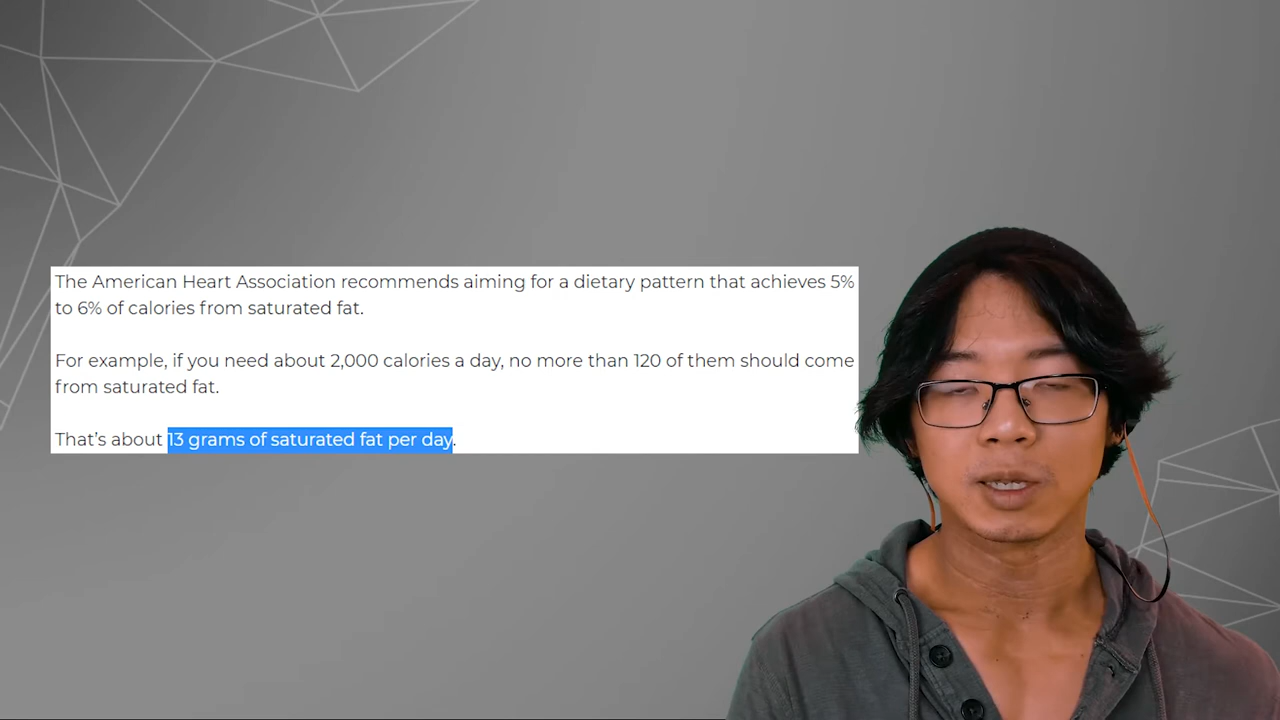 The American Heart Association recommends aiming for a dietary pattern that achieves 5%
to 6% of calories from saturated fat.
For example, if you need about 2,000 calories a day, no more than 120 of them should come
from saturated fat.
That’s about 13 grams of saturated fat per day.